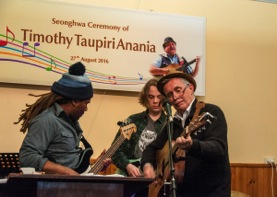 Seonghwa Ceremony of
Timothy Taupiri Anania
27th August 2016